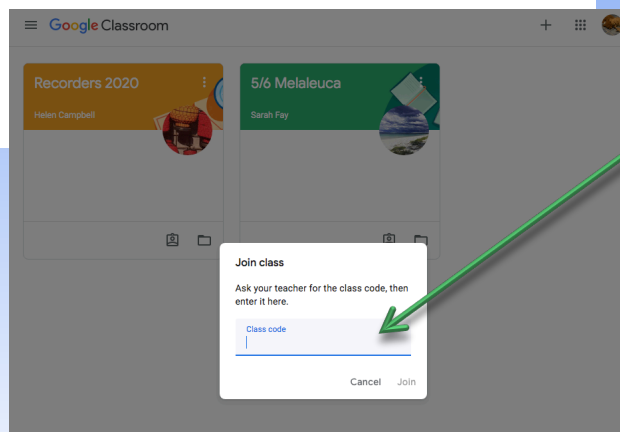 Google Classroom
Recorders 2020
Helen Campbell
5/6 Melaleuca
Sarah Fay
Join class
Ask your teacher for the class code, then
enter it here.
Class code
Cancel Join